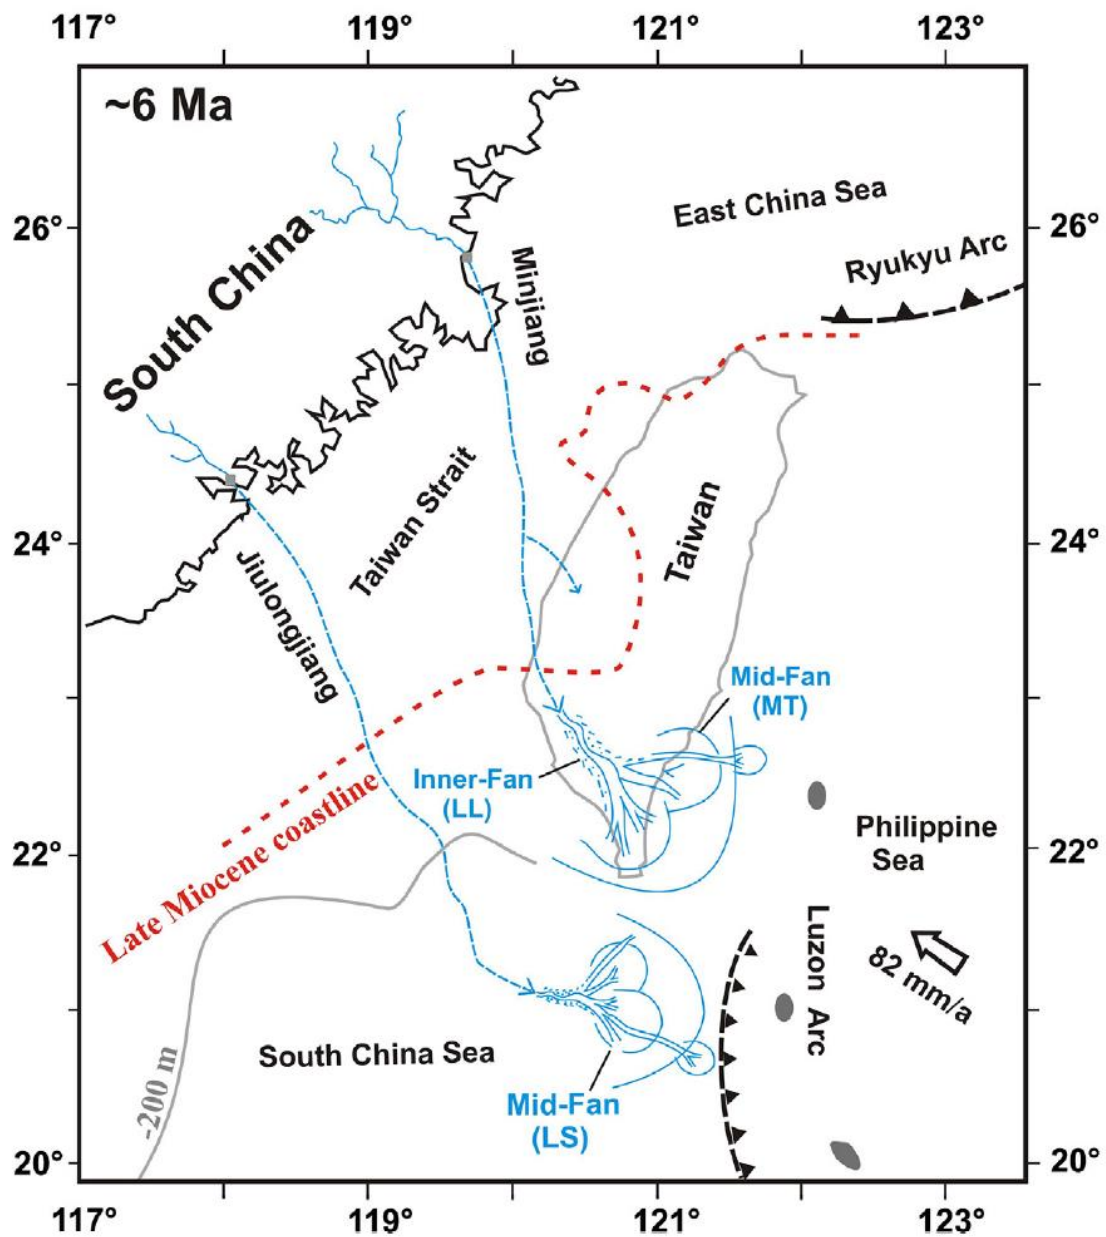 117° 119° 121° 123°
~6 Ma
26°
26°
East China Sea
Ryukyu Arc
South China
Minjiang
24°
24°
Taiwan Strait
Taiwan
Jiulongjiang
Mid-Fan
(MT)
Inner-Fan
(LL)
22°
22°
Philippine
Sea
Late Miocene coastline
Luzon Arc
82 mm/a
-200 m
South China Sea
Mid-Fan
(LS)
20°
20°
117° 119° 121° 123°